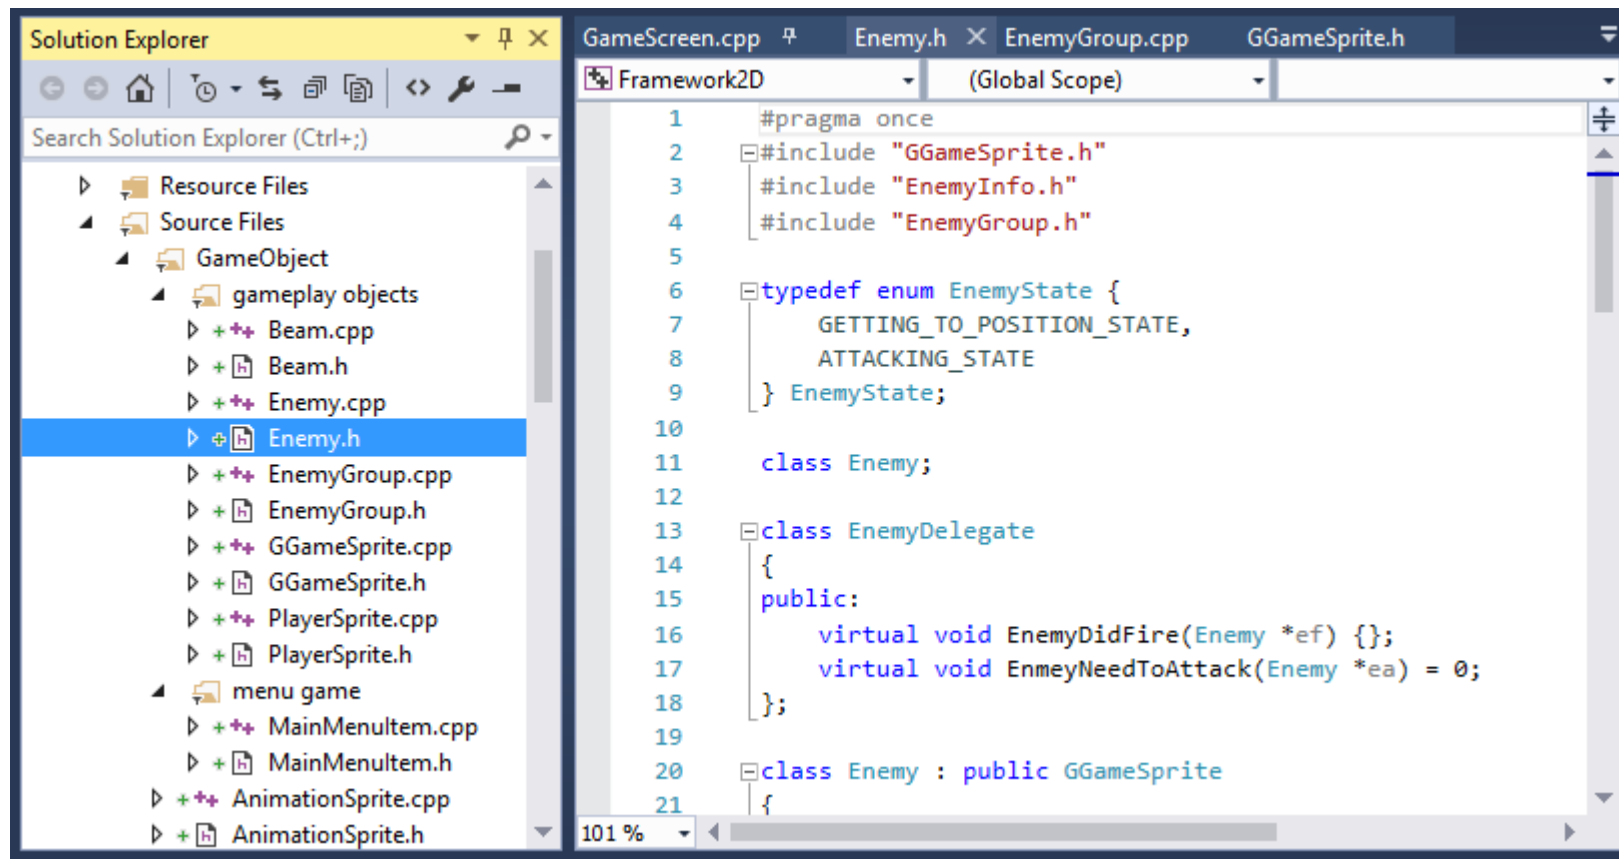 Solution Explorer
Search Solution Explorer (Ctrl+;)
Resource Files
Source Files
GameObject
gameplay objects
Beam.cpp
Beam.h
Enemy.cpp
Enemy.h
EnemyGroup.cpp
EnemyGroup.h
GGameSprite.cpp
GGameSprite.h
PlayerSprite.cpp
PlayerSprite.h
menu game
MainMenuItem.cpp
MainMenuItem.h
AnimationSprite.cpp
AnimationSprite.h
GameScreen.cpp Enemy.h EnemyGroup.cpp GGameSprite.h
Framework2D (Global Scope)
1 #pragma once
2 #include "GGameSprite.h"
3 #include "EnemyInfo.h"
4 #include "EnemyGroup.h"
5
6 typedef enum EnemyState {
7 GETTING_TO_POSITION_STATE,
8 ATTACKING_STATE
9 } EnemyState;
10
11 class Enemy;
12
13 class EnemyDelegate
14 {
15 public:
16 virtual void EnemyDidFire(Enemy *ef) {};
17 virtual void EnmeyNeedToAttack(Enemy *ea) = 0;
18 };
19
20 class Enemy : public GGameSprite
21 {
101 %